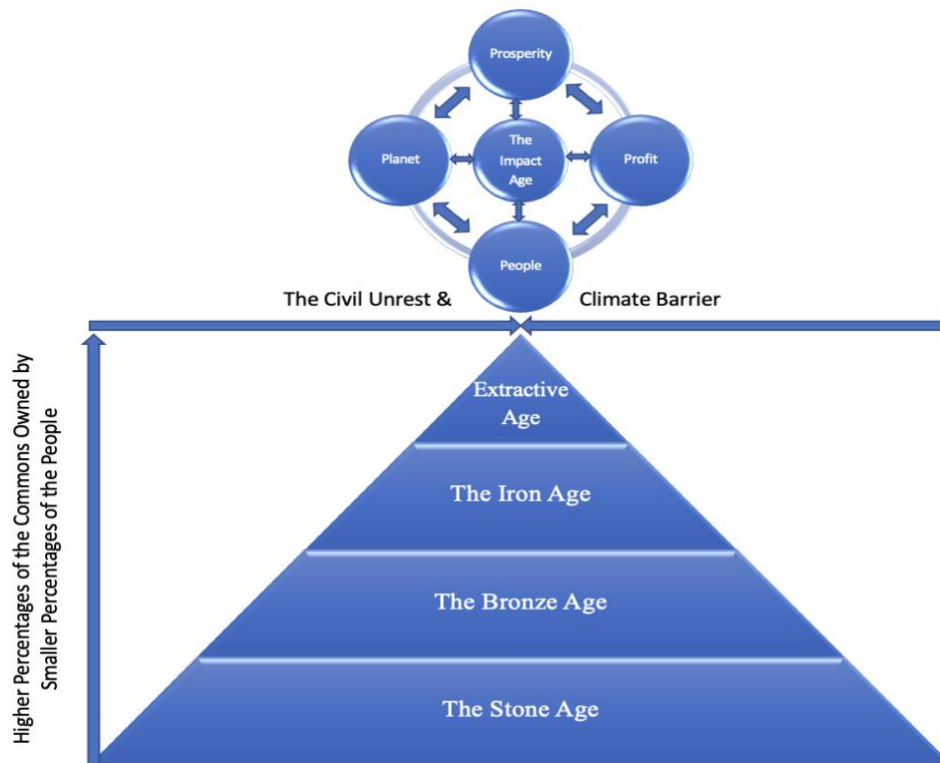 Prosperity
Planet
The
Impact
Age
Profit
People
The Civil Unrest & Climate Barrier
Higher Percentages of the Commons Owned by
Smaller Percentages of the People
Extractive
Age
The Iron Age
The Bronze Age
The Stone Age